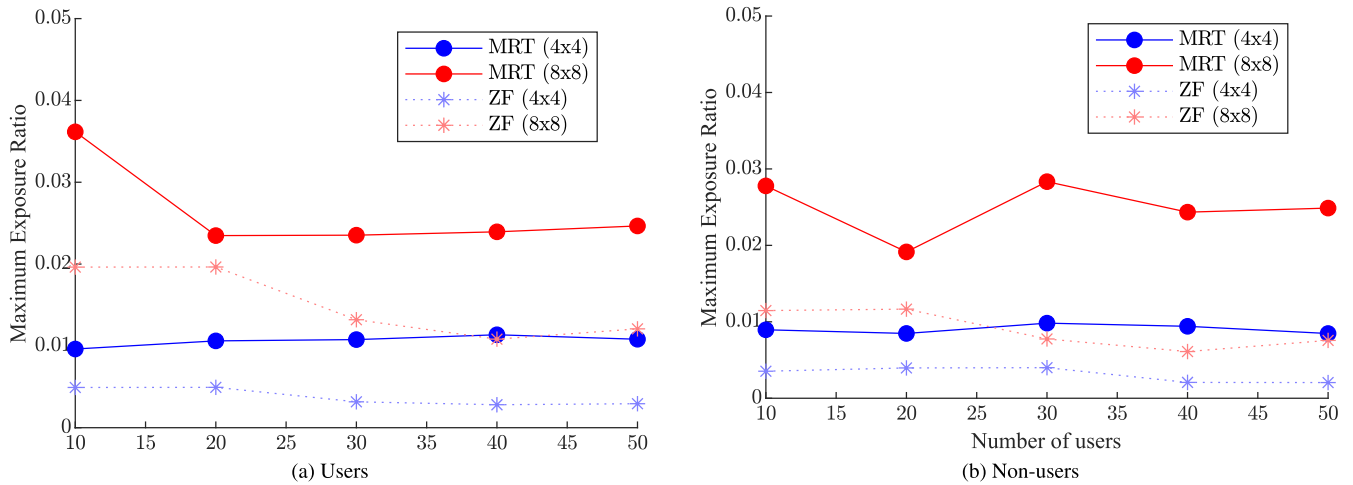 0.05
0.04
0.03
0.02
0.01
0
Maximum Exposure Ratio
MRT (4x4)
MRT (8x8)
ZF (4x4)
ZF (8x8)
10 15 20 25 30 35 40 45 50
(a) Users
0.05
0.04
0.03
0.02
0.01
0
Maximum Exposure Ratio
MRT (4x4)
MRT (8x8)
ZF (4x4)
ZF (8x8)
10 15 20 25 30 35 40 45 50
Number of users
(b) Non-users